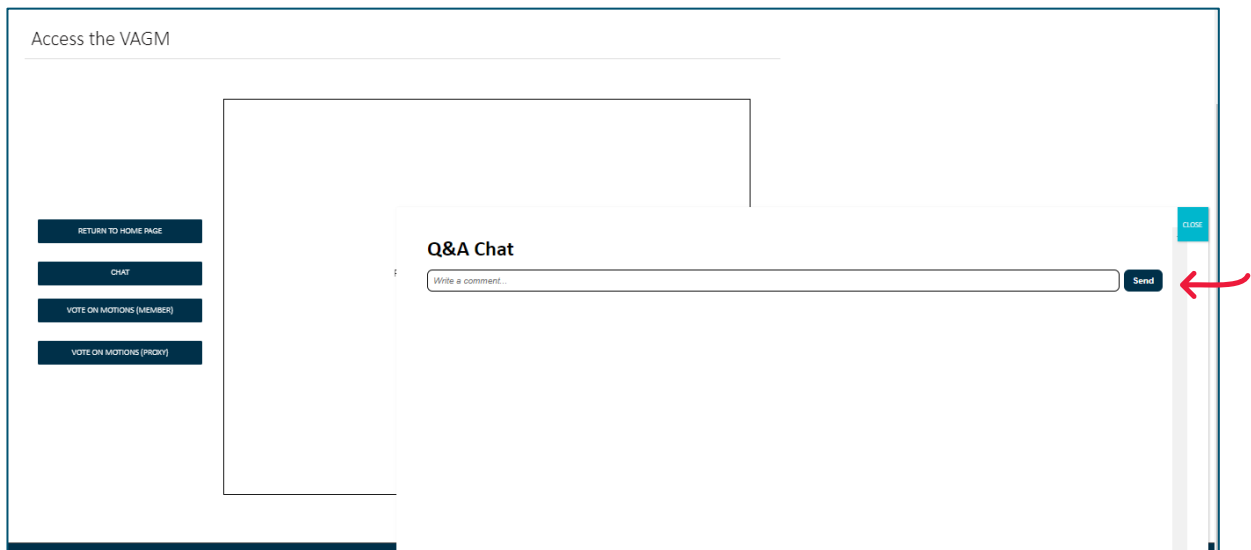 Access the VAGM
RETURN TO HOME PAGE
CHAT
VOTE ON MOTIONS (MEMBER)
VOTE ON MOTIONS (PROXY)
CLOSE
Q&A Chat
Write a comment...
Send